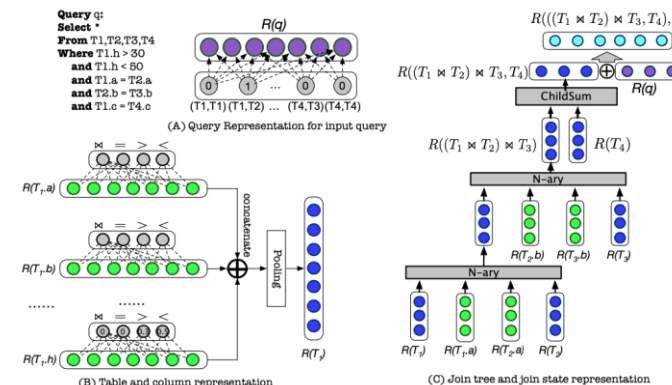 Query q:
Select *
From T1,T2,T3,T4
Where T1.h > 30
and T1.h < 50
and T1.a = T2.a
and T2.b = T3.b
and T1.c = T4.c
R(q)
0 1 ... 0 0
(T1,T1) (T1,T2) ... (T4,T3) (T4,T4)
(A) Query Representation for input query
⋈ = > <
R(T₁.a)
⋈ = > <
R(T₁.b)
...... ......
⋈ = > <
0 0
R(T₁.h)
concatenate
Pooling
R(T₁)
(B) Table and column representation
R(((T₁ ⋈ T₂) ⋈ T₃, T₄),
R((T₁ ⋈ T₂) ⋈ T₃, T₄)
R(q)
ChildSum
R((T₁ ⋈ T₂) ⋈ T₃)
R(T₄)
N-ary
R(T₂.b) R(T₃.b) R(T₃)
N-ary
R(T₁) R(T₁.a) R(T₂.a) R(T₂)
(C) Join tree and join state representation